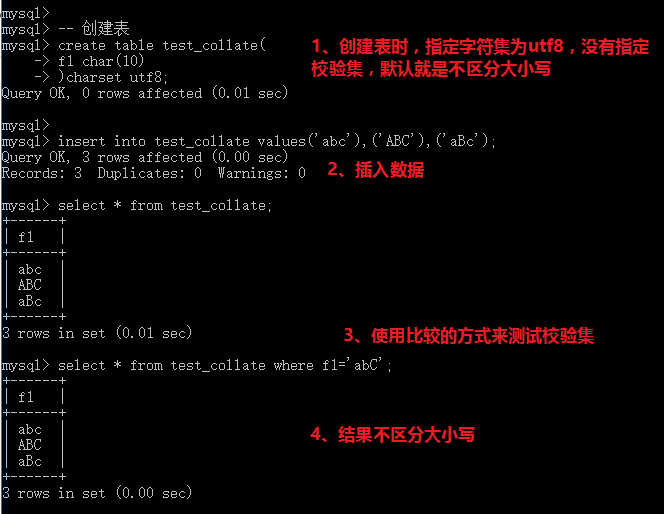 mysql>
mysql> -- 创建表
mysql> create table test_collate(
    -> f1 char(10)
    -> )charset utf8;
Query OK, 0 rows affected (0.01 sec)
1、创建表时，指定字符集为utf8，没有指定
校验集，默认就是不区分大小写
mysql>
mysql> insert into test_collate values('abc'),('ABC'),('aBc');
Query OK, 3 rows affected (0.00 sec)
Records: 3  Duplicates: 0  Warnings: 0
2、插入数据
mysql> select * from test_collate;
+------+
| f1   |
+------+
| abc  |
| ABC  |
| aBc  |
+------+
3 rows in set (0.01 sec)
3、使用比较的方式来测试校验集
mysql> select * from test_collate where f1='abC';
+------+
| f1   |
+------+
| abc  |
| ABC  |
| aBc  |
+------+
4、结果不区分大小写
3 rows in set (0.00 sec)